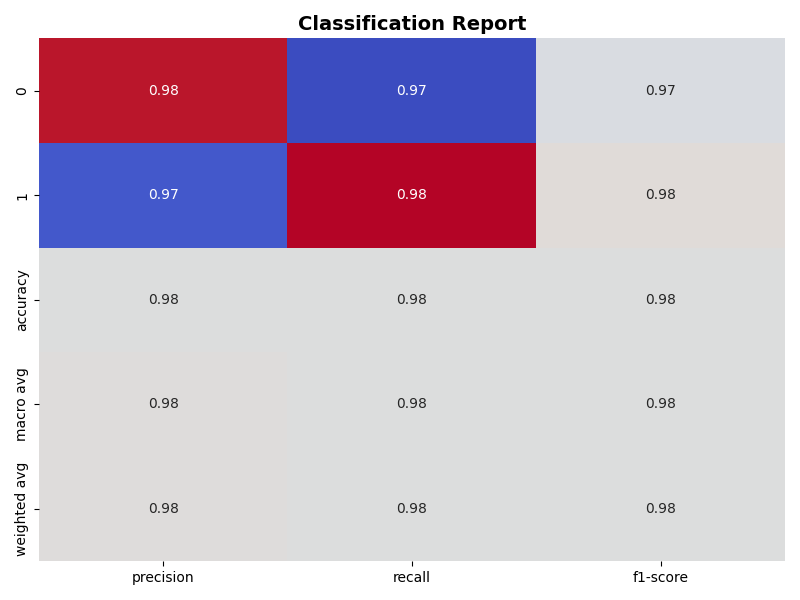 Classification Report
0 0.98 0.97 0.97
1 0.97 0.98 0.98
accuracy 0.98 0.98 0.98
macro avg 0.98 0.98 0.98
weighted avg 0.98 0.98 0.98
precision recall f1-score